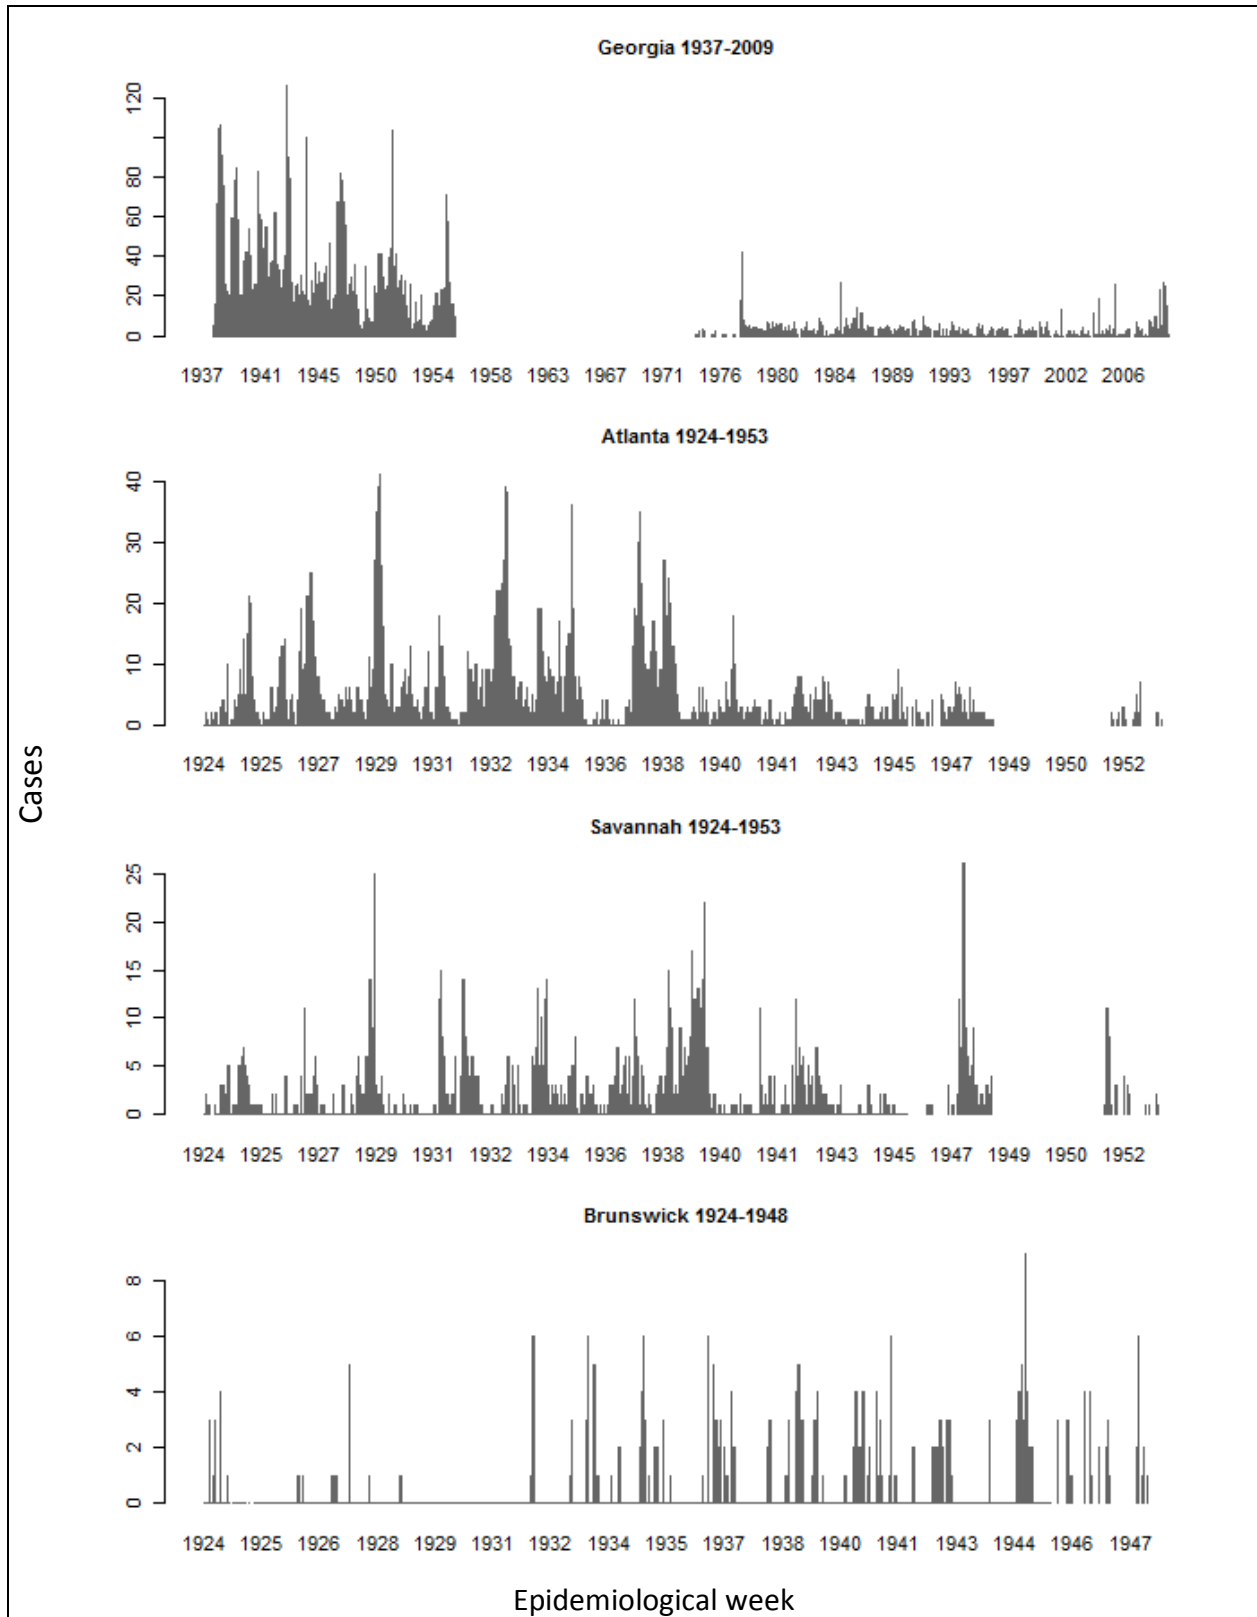 Georgia 1937-2009
120
80
60
40
20
0
1937 1941 1945 1950 1954 1958 1963 1967 1971 1976 1980 1984 1989 1993 1997 2002 2006
Atlanta 1924-1953
40
30
20
10
0
1924 1925 1927 1929 1931 1932 1934 1936 1938 1940 1941 1943 1945 1947 1949 1950 1952
Cases
Savannah 1924-1953
25
20
15
10
5
0
1924 1925 1927 1929 1931 1932 1934 1936 1938 1940 1941 1943 1945 1947 1949 1950 1952
Brunswick 1924-1948
8
6
4
2
0
1924 1925 1926 1928 1929 1931 1932 1934 1935 1937 1938 1940 1941 1943 1944 1946 1947
Epidemiological week